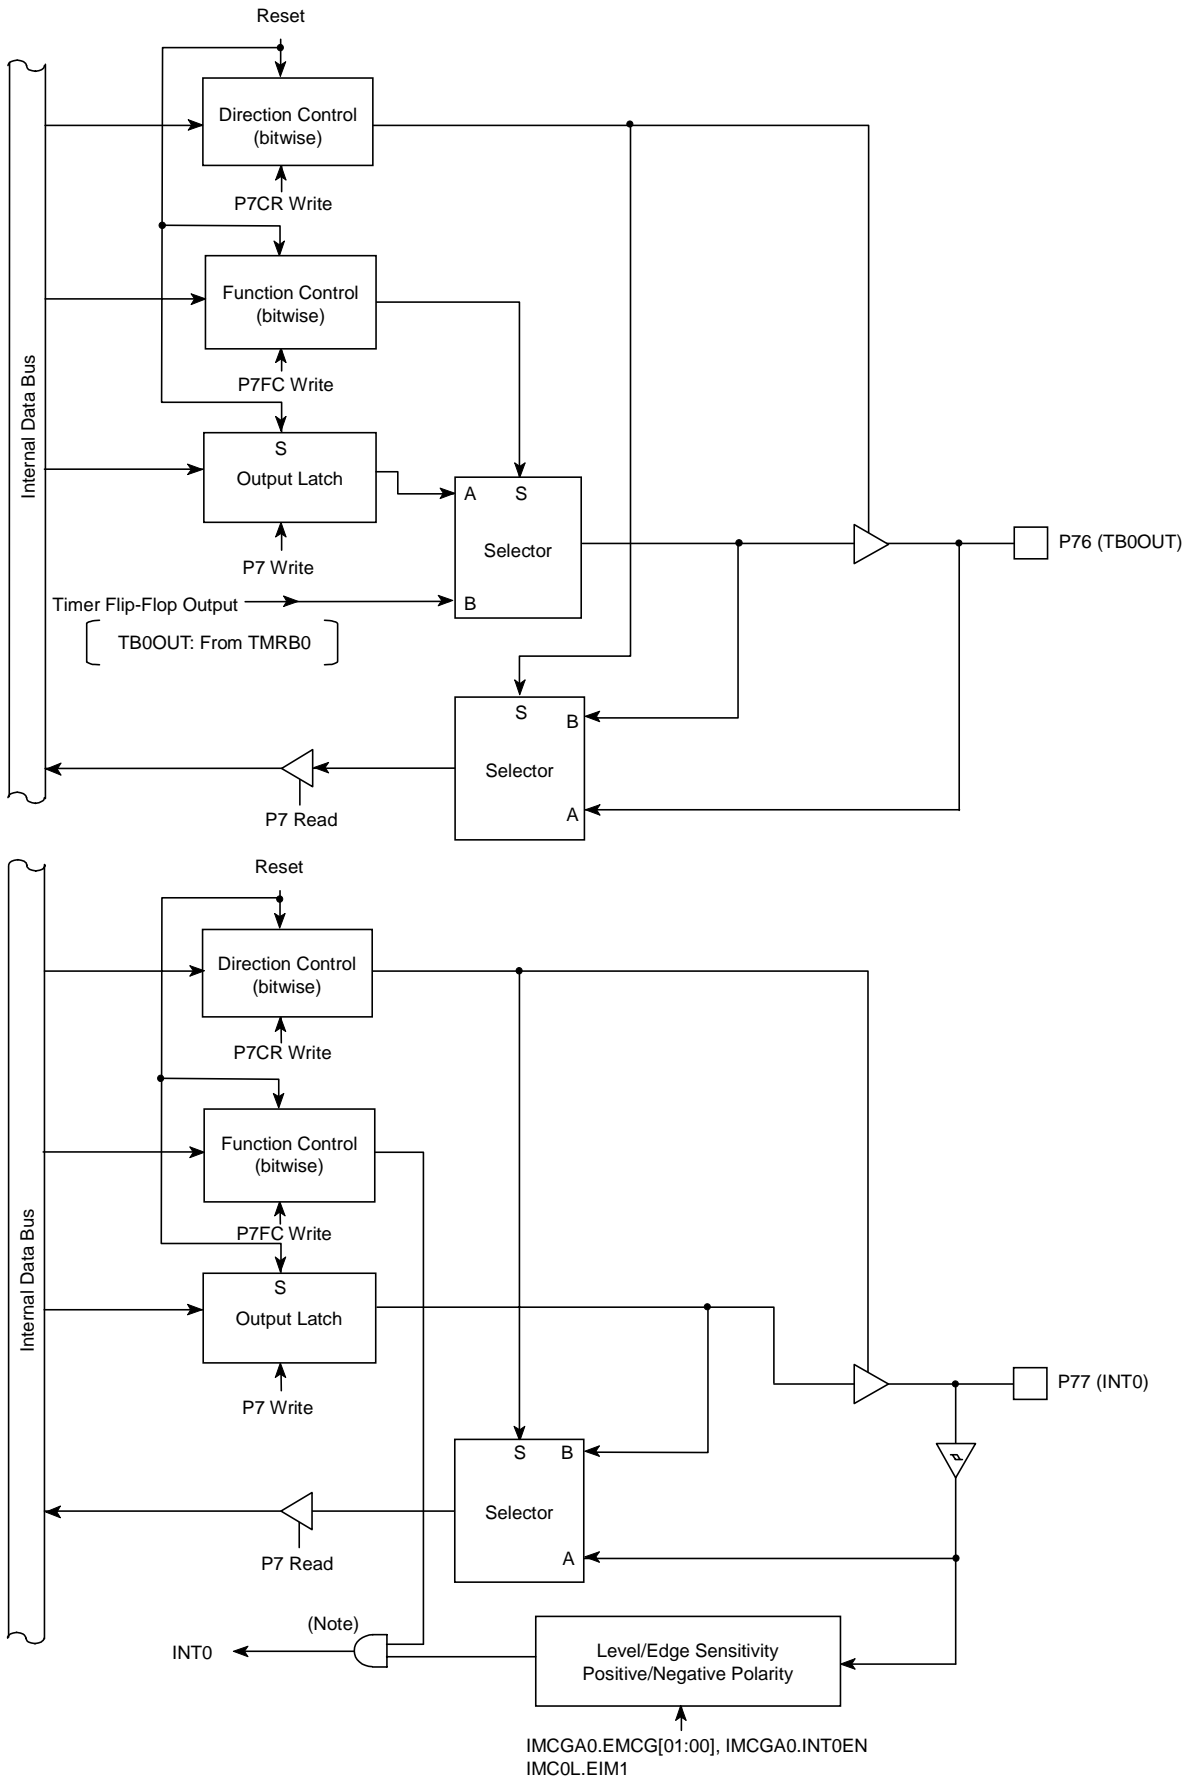 Reset
Direction Control
(bitwise)
P7CR Write
Function Control
(bitwise)
P7FC Write
Internal Data Bus
S
Output Latch
A
S
Selector
B
P7 Write
P76 (TB0OUT)
Timer Flip-Flop Output
TB0OUT: From TMRB0
S
B
Selector
A
P7 Read
Reset
Direction Control
(bitwise)
P7CR Write
Function Control
(bitwise)
P7FC Write
Internal Data Bus
S
Output Latch
P7 Write
P77 (INT0)
S
B
Selector
A
P7 Read
(Note)
INT0
Level/Edge Sensitivity
Positive/Negative Polarity
IMCGA0.EMCG[01:00], IMCGA0.INT0EN
IMC0L.EIM1